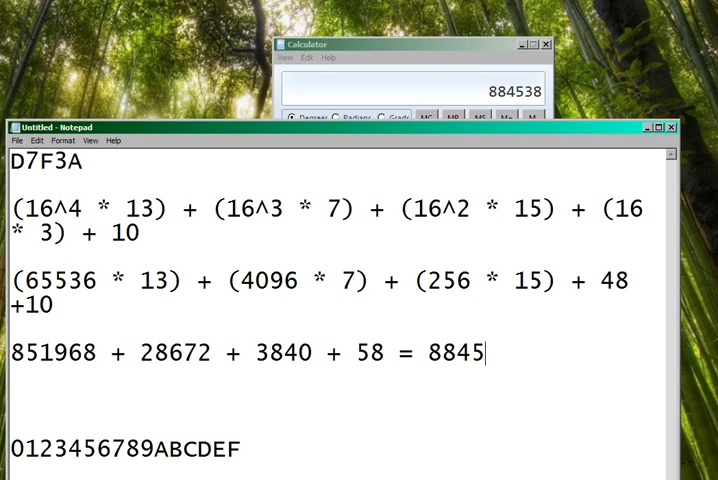 Calculator
View Edit Help
884538
Degrees Radians Grads MC MR MS M+ M
Untitled - Notepad
File Edit Format View Help
D7F3A
(16^4 * 13) + (16^3 * 7) + (16^2 * 15) + (16
* 3) + 10
(65536 * 13) + (4096 * 7) + (256 * 15) + 48
+10
851968 + 28672 + 3840 + 58 = 8845
0123456789ABCDEF